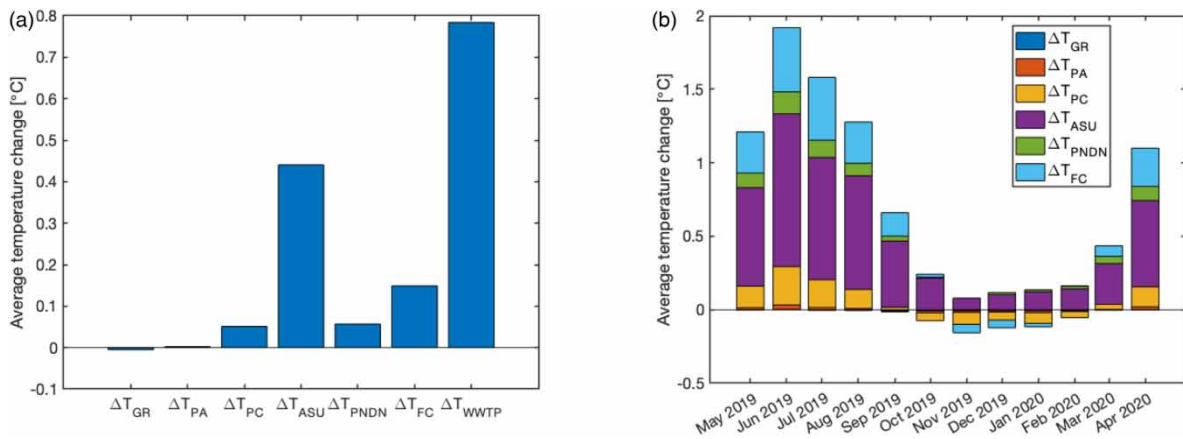 (a)
Average temperature change [°C]
0.8
0.7
0.6
0.5
0.4
0.3
0.2
0.1
0
-0.1
ΔT_GR ΔT_PA ΔT_PC ΔT_ASU ΔT_PNDN ΔT_FC ΔT_WWTP
(b)
Average temperature change [°C]
2
1.5
1
0.5
0
-0.5
ΔT_GR
ΔT_PA
ΔT_PC
ΔT_ASU
ΔT_PNDN
ΔT_FC
May 2019 Jun 2019 Jul 2019 Aug 2019 Sep 2019 Oct 2019 Nov 2019 Dec 2019 Jan 2020 Feb 2020 Mar 2020 Apr 2020